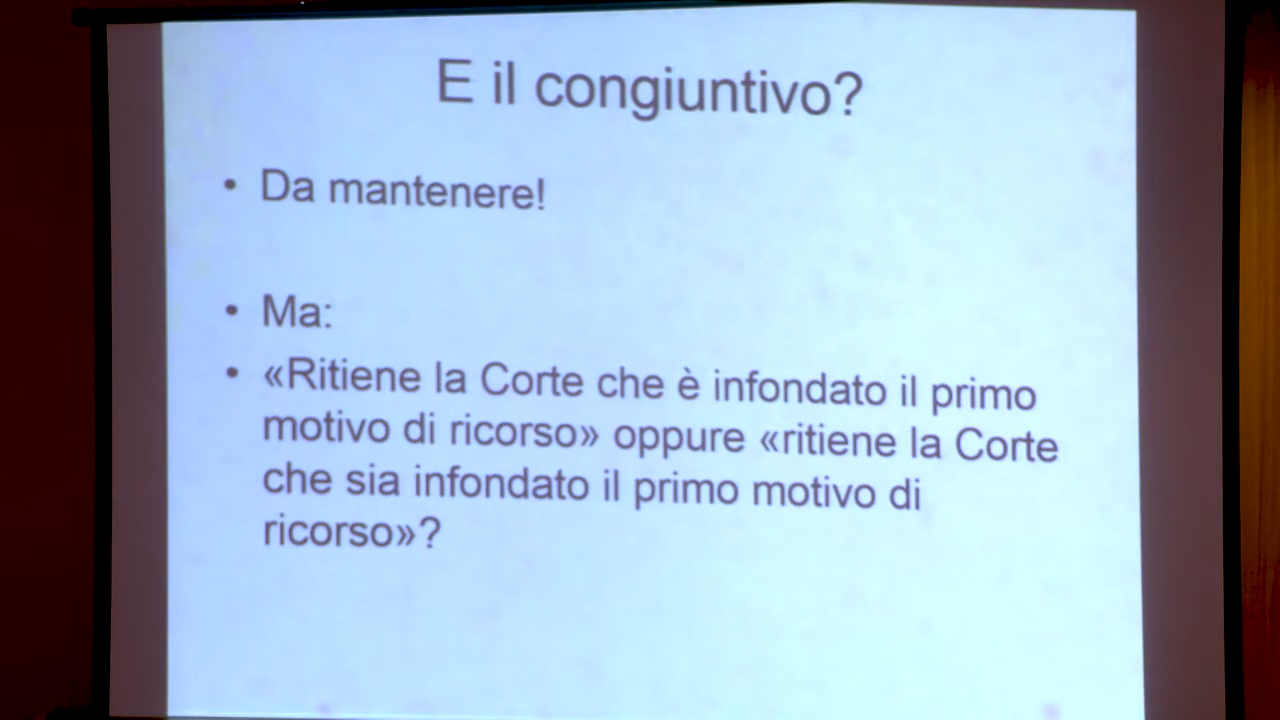 E il congiuntivo?
• Da mantenere!
• Ma:
• «Ritiene la Corte che è infondato il primo
motivo di ricorso» oppure «ritiene la Corte
che sia infondato il primo motivo di
ricorso»?